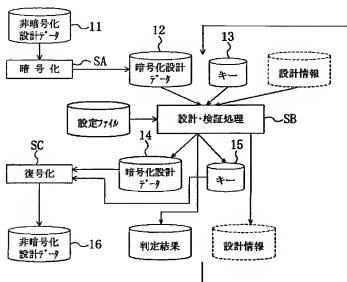 非暗号化
設計データ
11
暗号化
SA
12
暗号化設計
データ
13
キー
設計情報
設定ファイル
設計・検証処理
SB
14
暗号化設計
データ
15
キー
SC
復号化
非暗号化
設計データ
16
判定結果
設計情報